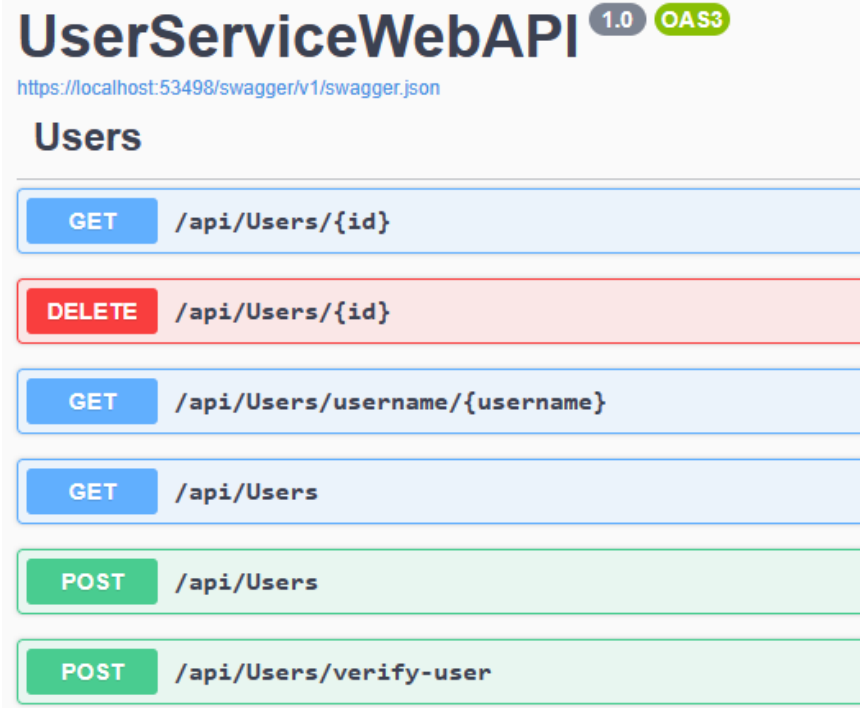 UserServiceWebAPI 1.0 OAS3
https://localhost:53498/swagger/v1/swagger.json
Users
GET /api/Users/{id}
DELETE /api/Users/{id}
GET /api/Users/username/{username}
GET /api/Users
POST /api/Users
POST /api/Users/verify-user